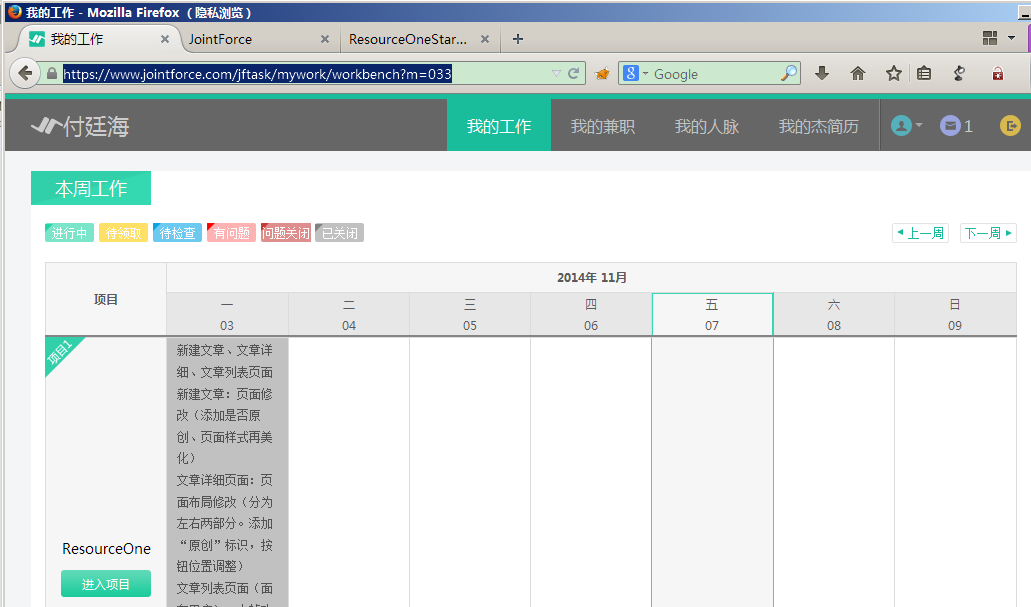 我的工作 - Mozilla Firefox （隐私浏览）
我的工作
JointForce
ResourceOneStar...
https://www.jointforce.com/jftask/mywork/workbench?m=033
8
Google
付廷海
我的工作
我的兼职
我的人脉
我的杰简历
1
本周工作
进行中
待领取
待检查
有问题
问题关闭
已关闭
上一周
下一周
项目
2014年 11月
一
二
三
四
五
六
日
03
04
05
06
07
08
09
项目1
ResourceOne
进入项目
新建文章、文章详
细、文章列表页面
新建文章：页面修
改（添加是否原
创、页面样式再美
化）
文章详细页面：页
面布局修改（分为
左右两部分。添加
“原创”标识，按
钮位置调整）
文章列表页面（面